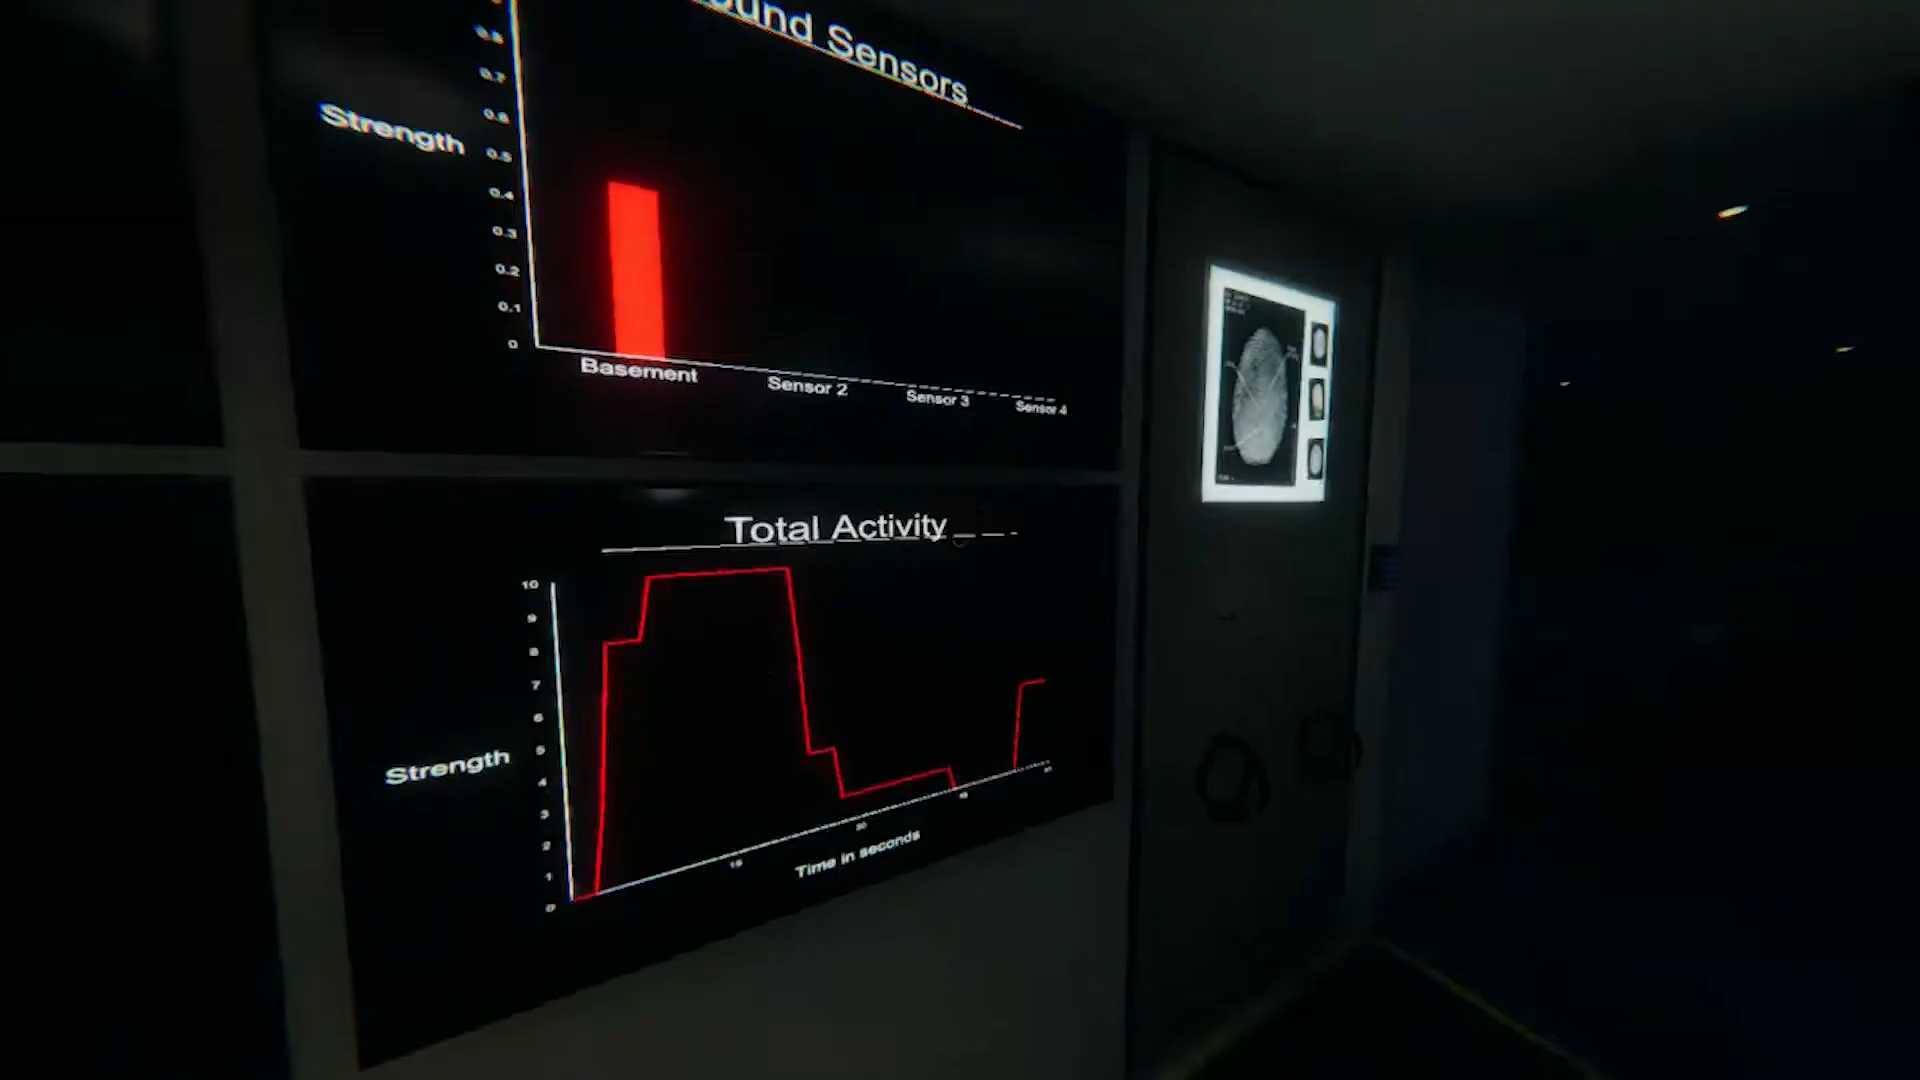 Sensors
Strength
0.8
0.7
0.6
0.5
0.4
0.3
0.2
0.1
0
Basement
Sensor 2
Sensor 3
Sensor 4
Total Activity
Strength
10
9
8
7
6
5
4
3
2
1
0
Time in seconds